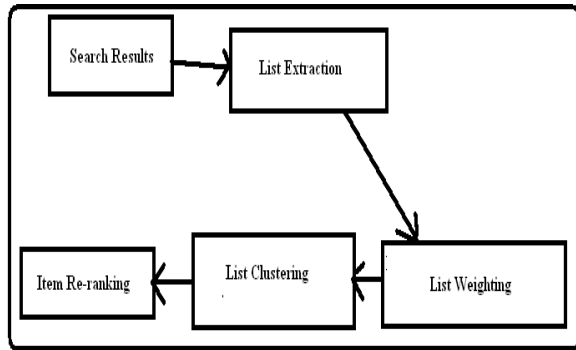 Search Results
List Extraction
List Weighting
List Clustering
Item Re-ranking